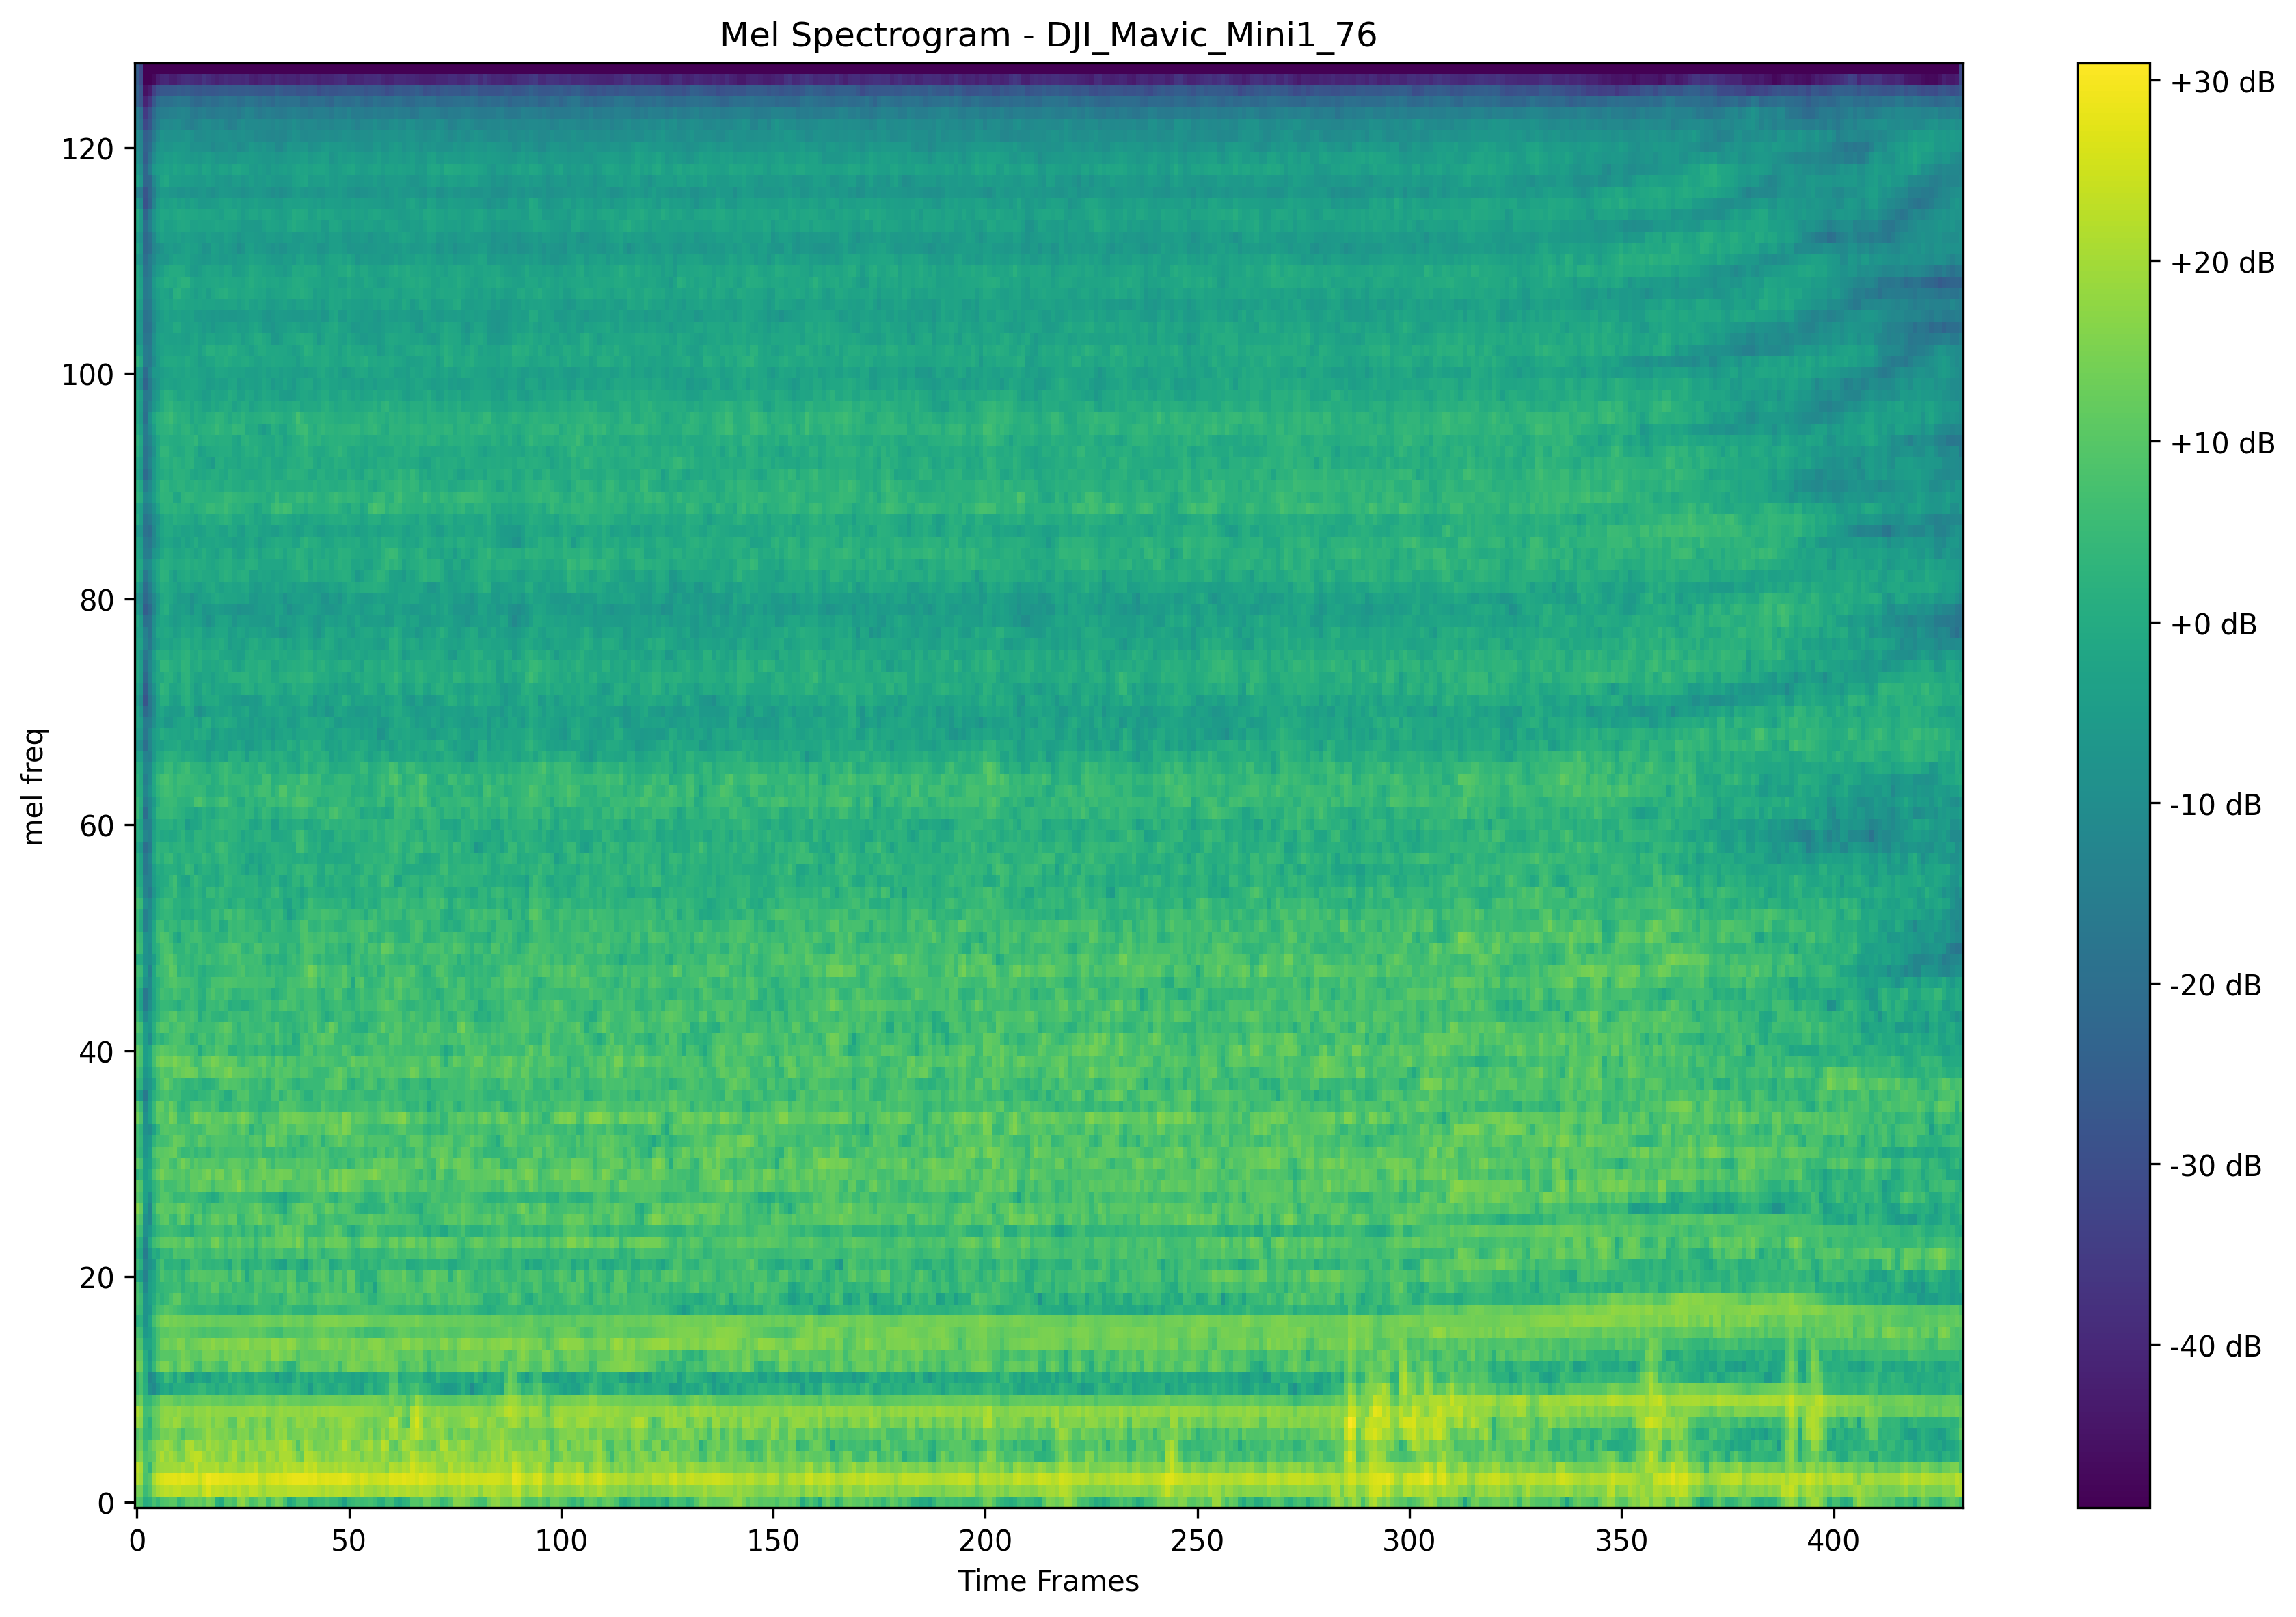 Mel Spectrogram - DJI_Mavic_Mini1_76
mel freq
120
100
80
60
40
20
0
0 50 100 150 200 250 300 350 400
Time Frames
+30 dB
+20 dB
+10 dB
+0 dB
-10 dB
-20 dB
-30 dB
-40 dB